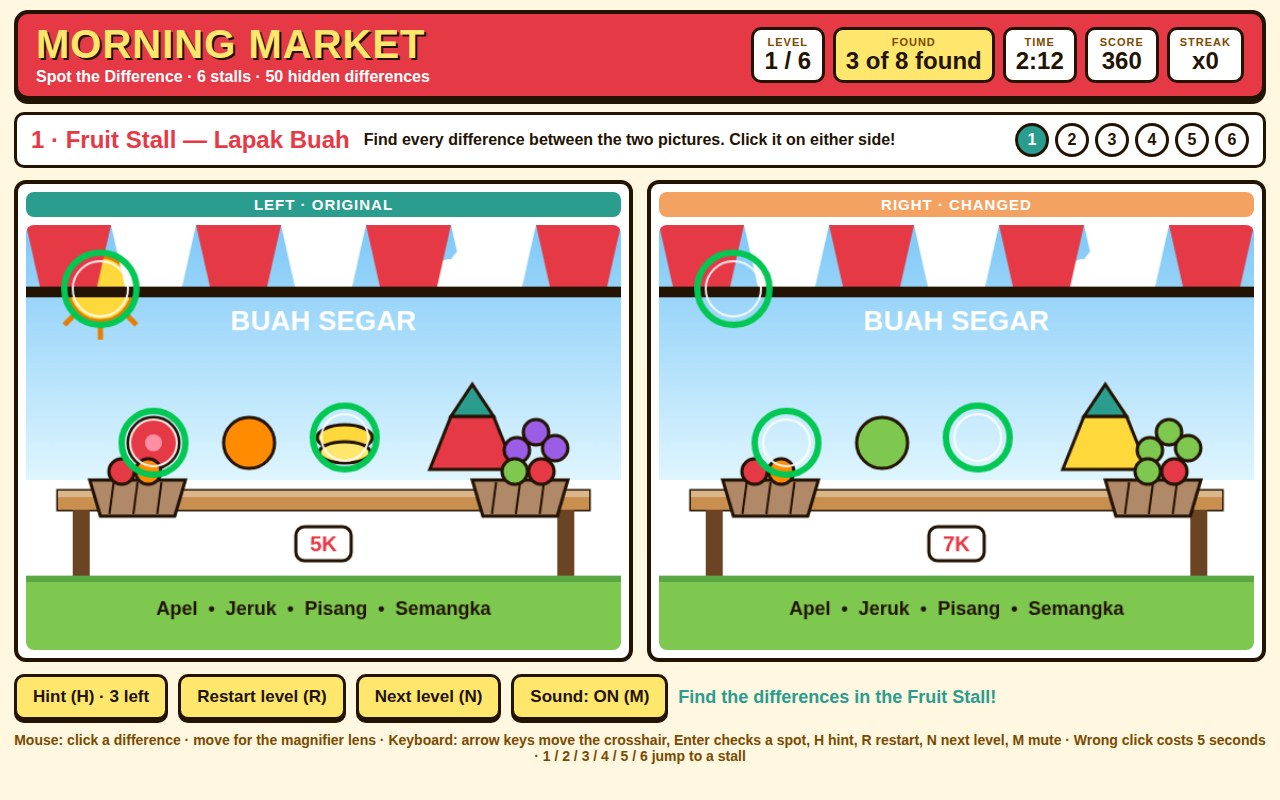 MORNING MARKET
Spot the Difference · 6 stalls · 50 hidden differences
LEVEL
1 / 6
FOUND
3 of 8 found
TIME
2:12
SCORE
360
STREAK
x0
1 · Fruit Stall — Lapak Buah
Find every difference between the two pictures. Click it on either side!
1 2 3 4 5 6
LEFT · ORIGINAL
BUAH SEGAR
5K
Apel • Jeruk • Pisang • Semangka
RIGHT · CHANGED
BUAH SEGAR
7K
Apel • Jeruk • Pisang • Semangka
Hint (H) · 3 left
Restart level (R)
Next level (N)
Sound: ON (M)
Find the differences in the Fruit Stall!
Mouse: click a difference · move for the magnifier lens · Keyboard: arrow keys move the crosshair, Enter checks a spot, H hint, R restart, N next level, M mute · Wrong click costs 5 seconds
· 1 / 2 / 3 / 4 / 5 / 6 jump to a stall